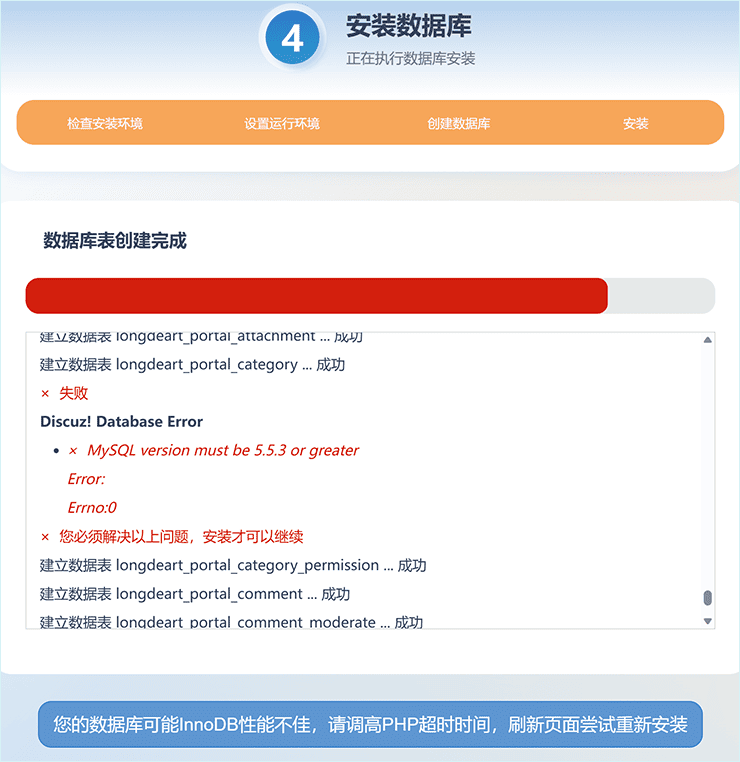 4
安装数据库
正在执行数据库安装
检查安装环境 设置运行环境 创建数据库 安装
数据库表创建完成
建立数据表 longdeart_portal_attachment ... 成功
建立数据表 longdeart_portal_category ... 成功
× 失败
Discuz! Database Error
• × MySQL version must be 5.5.3 or greater
Error:
Errno:0
× 您必须解决以上问题，安装才可以继续
建立数据表 longdeart_portal_category_permission ... 成功
建立数据表 longdeart_portal_comment ... 成功
建立数据表 longdeart_portal_comment_moderate ... 成功
您的数据库可能InnoDB性能不佳，请调高PHP超时时间，刷新页面尝试重新安装